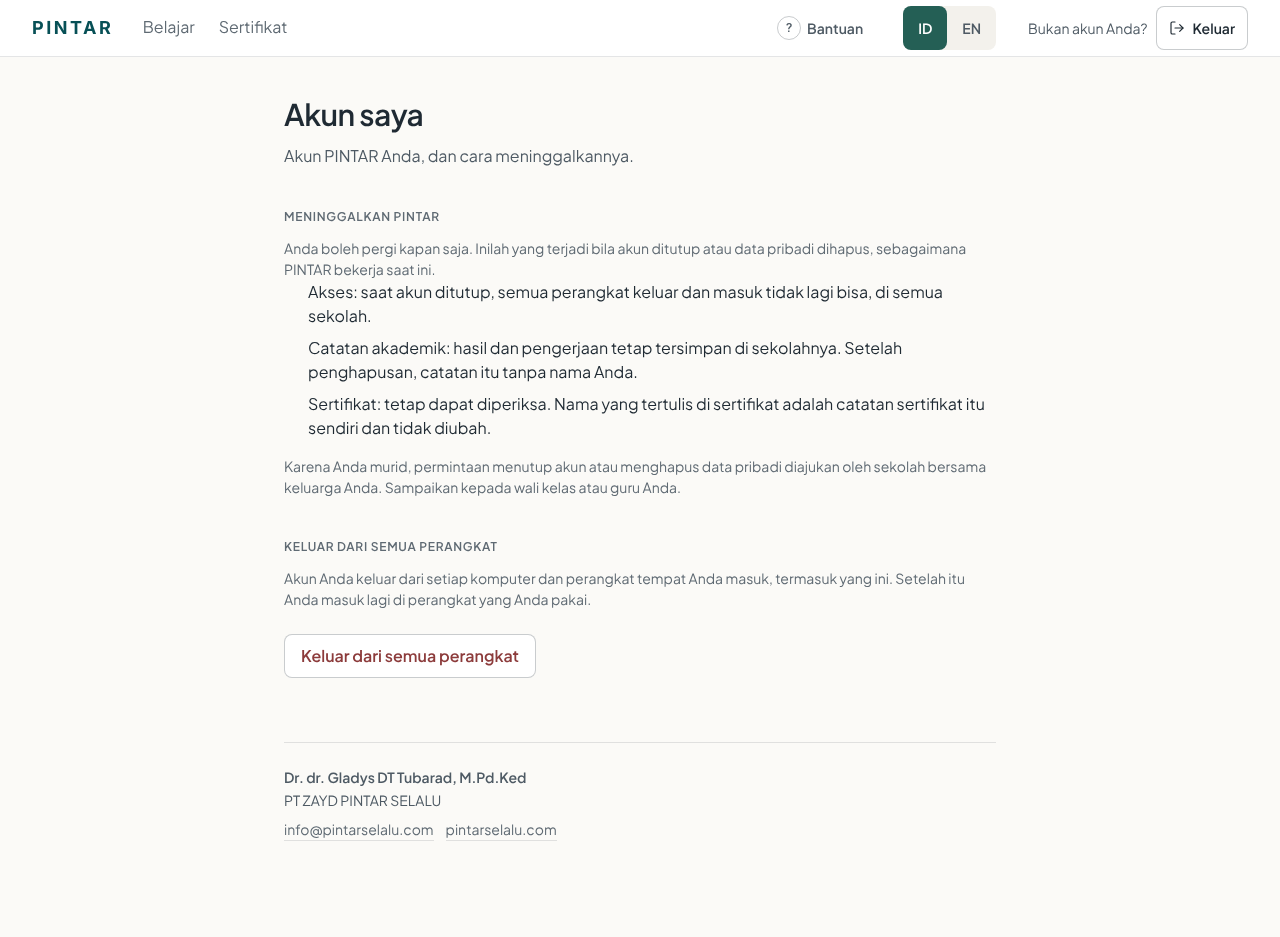 PINTAR
Belajar
Sertifikat
? Bantuan
ID
EN
Bukan akun Anda?
Keluar
Akun saya
Akun PINTAR Anda, dan cara meninggalkannya.
MENINGGALKAN PINTAR
Anda boleh pergi kapan saja. Inilah yang terjadi bila akun ditutup atau data pribadi dihapus, sebagaimana
PINTAR bekerja saat ini.
Akses: saat akun ditutup, semua perangkat keluar dan masuk tidak lagi bisa, di semua
sekolah.
Catatan akademik: hasil dan pengerjaan tetap tersimpan di sekolahnya. Setelah
penghapusan, catatan itu tanpa nama Anda.
Sertifikat: tetap dapat diperiksa. Nama yang tertulis di sertifikat adalah catatan sertifikat itu
sendiri dan tidak diubah.
Karena Anda murid, permintaan menutup akun atau menghapus data pribadi diajukan oleh sekolah bersama
keluarga Anda. Sampaikan kepada wali kelas atau guru Anda.
KELUAR DARI SEMUA PERANGKAT
Akun Anda keluar dari setiap komputer dan perangkat tempat Anda masuk, termasuk yang ini. Setelah itu
Anda masuk lagi di perangkat yang Anda pakai.
Keluar dari semua perangkat
Dr. dr. Gladys DT Tubarad, M.Pd.Ked
PT ZAYD PINTAR SELALU
info@pintarselalu.com pintarselalu.com